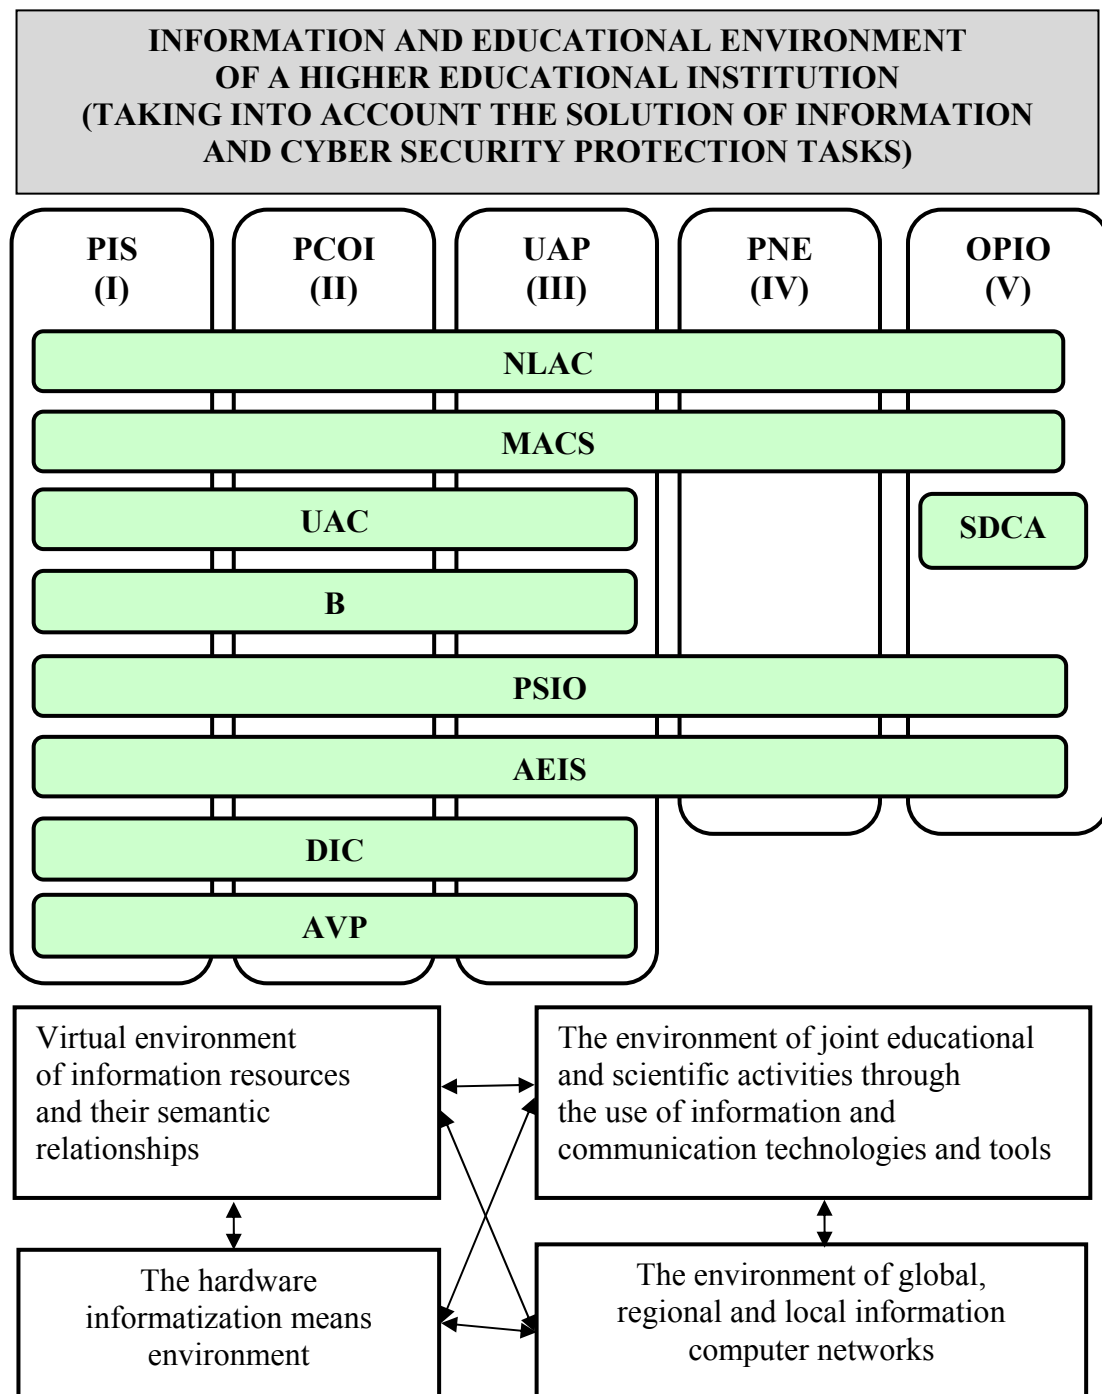 INFORMATION AND EDUCATIONAL ENVIRONMENT
OF A HIGHER EDUCATIONAL INSTITUTION
(TAKING INTO ACCOUNT THE SOLUTION OF INFORMATION
AND CYBER SECURITY PROTECTION TASKS)
PIS
(I)
PCOI
(II)
UAP
(III)
PNE
(IV)
OPIO
(V)
NLAC
MACS
UAC
SDCA
B
PSIO
AEIS
DIC
AVP
Virtual environment
of information resources
and their semantic
relationships
The environment of joint educational
and scientific activities through
the use of information and
communication technologies and tools
The hardware
informatization means
environment
The environment of global,
regional and local information
computer networks